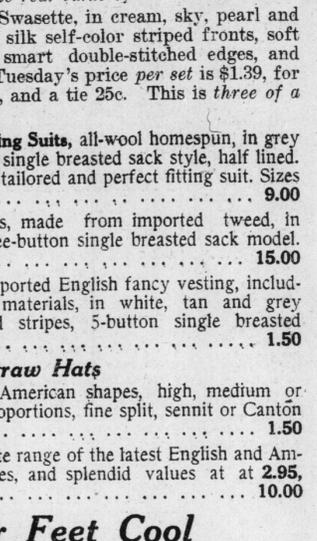 Swasette, in cream, sky, pearl and
silk self-color striped fronts, soft
smart double-stitched edges, and
Tuesday's price per set is $1.39, for
, and a tie 25c. This is three of a
ing Suits, all-wool homespun, in grey
single breasted sack style, half lined.
tailored and perfect fitting suit. Sizes
. . . . . . . . . . . . . . . . . . . . 9.00
s, made from imported tweed, in
ee-button single breasted sack model.
. . . . . . . . . . . . . . . . . . . . 15.00
ported English fancy vesting, includ-
materials, in white, tan and grey
d stripes, 5-button single breasted
. . . . . . . . . . . . . . . . . . . . 1.50
raw Hats
American shapes, high, medium or
oportions, fine split, sennit or Canton
. . . . . . . . . . . . . . . . . . . . 1.50
te range of the latest English and Am-
es, and splendid values at at 2.95,
. . . . . . . . . . . . . . . . . . . . 10.00
r Feet Cool